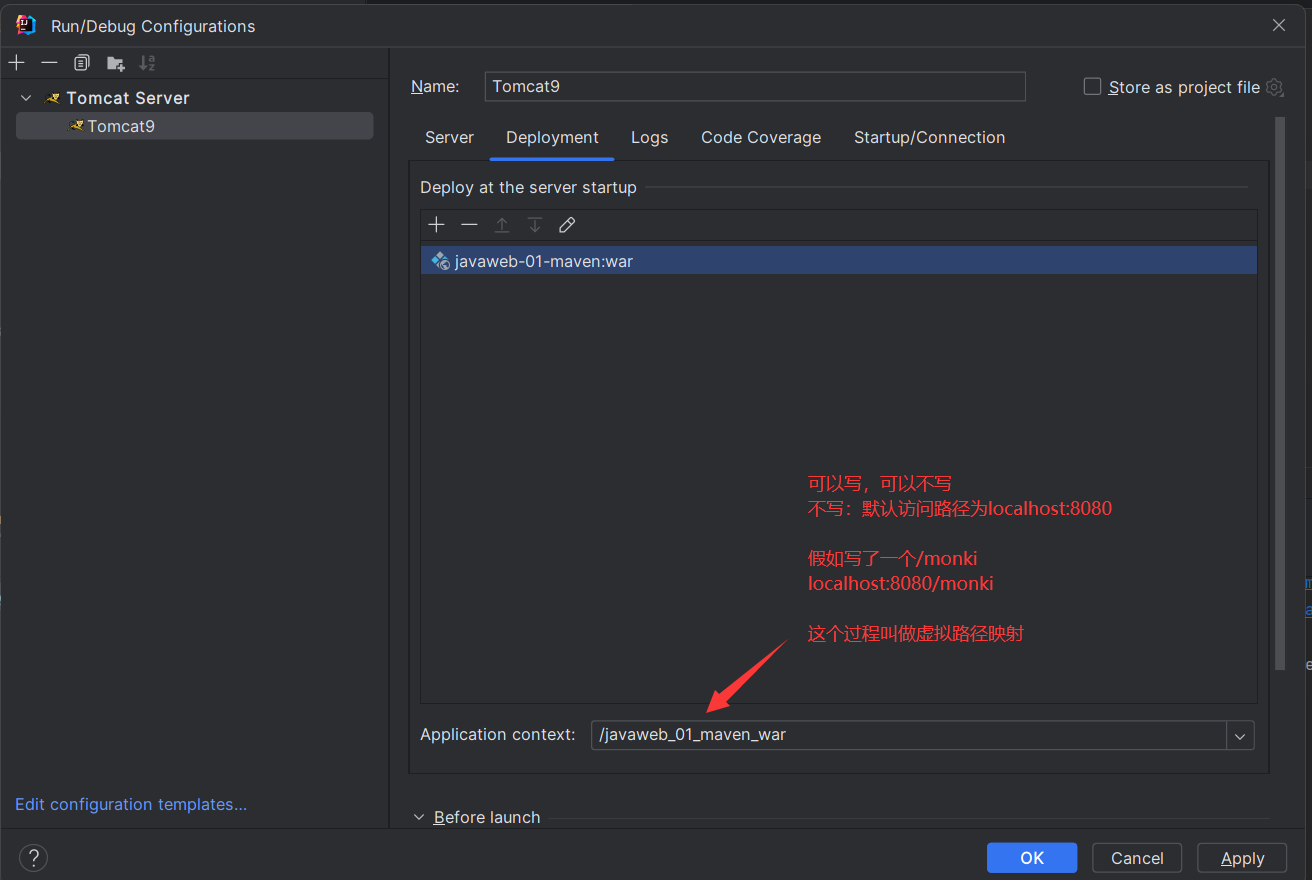 Run/Debug Configurations
Tomcat Server
Tomcat9
Edit configuration templates...
Name:
Tomcat9
Store as project file
Server
Deployment
Logs
Code Coverage
Startup/Connection
Deploy at the server startup
javaweb-01-maven:war
可以写，可以不写
不写：默认访问路径为localhost:8080
假如写了一个/monki
localhost:8080/monki
这个过程叫做虚拟路径映射
Application context:
/javaweb_01_maven_war
Before launch
?
OK
Cancel
Apply